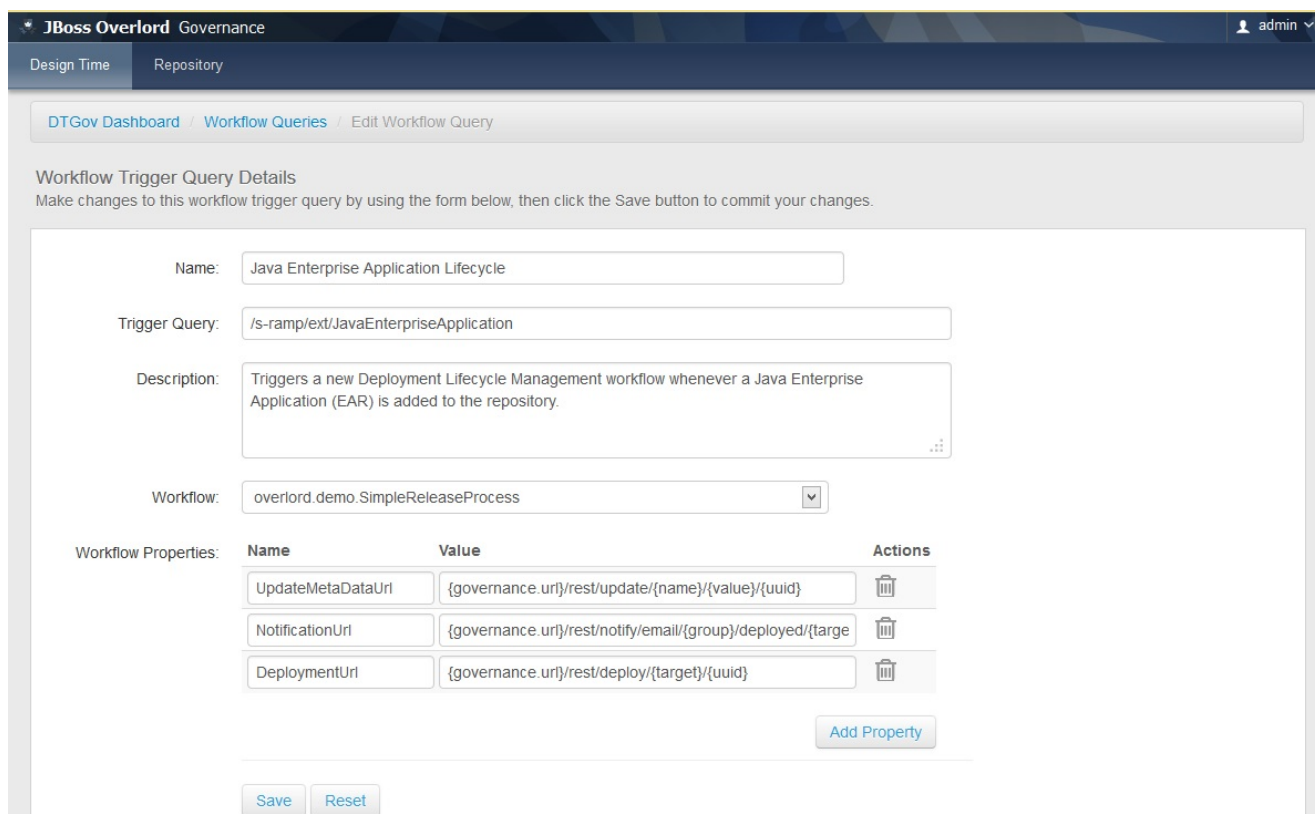 JBoss Overlord Governance
admin
Design Time Repository
DTGov Dashboard / Workflow Queries / Edit Workflow Query
Workflow Trigger Query Details
Make changes to this workflow trigger query by using the form below, then click the Save button to commit your changes.
Name: Java Enterprise Application Lifecycle
Trigger Query: /s-ramp/ext/JavaEnterpriseApplication
Description: Triggers a new Deployment Lifecycle Management workflow whenever a Java Enterprise
Application (EAR) is added to the repository.
Workflow: overlord.demo.SimpleReleaseProcess
Workflow Properties: Name Value Actions
UpdateMetaDataUrl {governance.url}/rest/update/{name}/{value}/{uuid}
NotificationUrl {governance.url}/rest/notify/email/{group}/deployed/{targe
DeploymentUrl {governance.url}/rest/deploy/{target}/{uuid}
Add Property
Save Reset